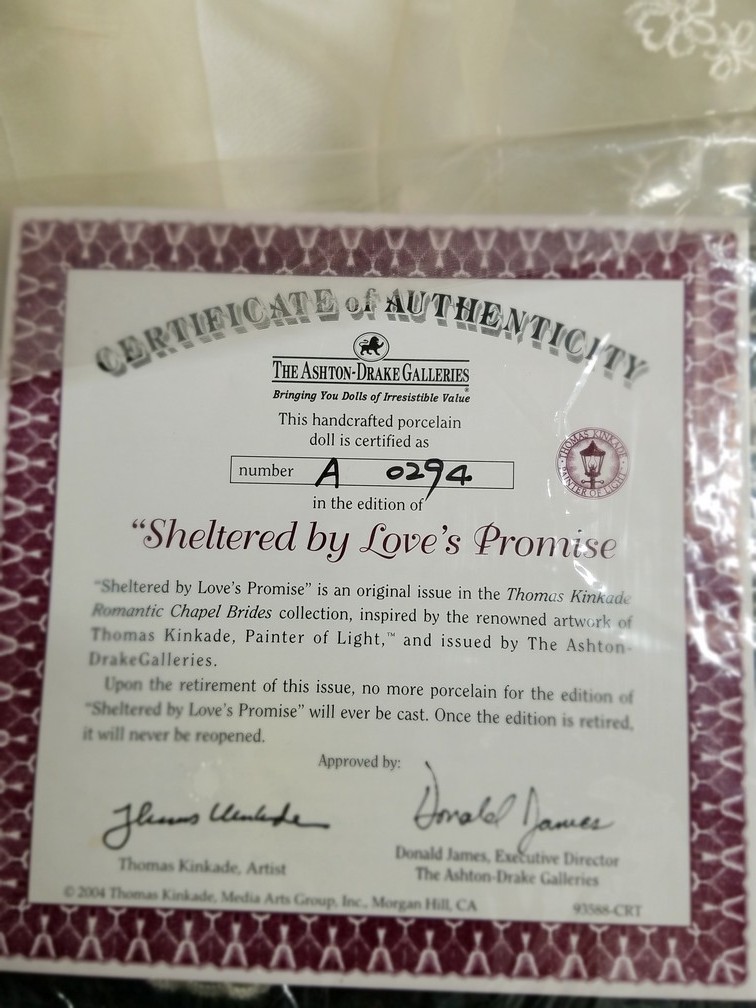 CERTIFICATE of AUTHENTICITY
THE ASHTON-DRAKE GALLERIES®
Bringing You Dolls of Irresistible Value
This handcrafted porcelain
doll is certified as
number A 0294
in the edition of
THOMAS KINKADE
PAINTER OF LIGHT
“Sheltered by Love's Promise
“Sheltered by Love's Promise” is an original issue in the Thomas Kinkade
Romantic Chapel Brides collection, inspired by the renowned artwork of
Thomas Kinkade, Painter of Light,™ and issued by The Ashton-
DrakeGalleries.
Upon the retirement of this issue, no more porcelain for the edition of
“Sheltered by Love's Promise” will ever be cast. Once the edition is retired,
it will never be reopened.
Approved by:
Thomas Kinkade
Donald James
Thomas Kinkade, Artist
Donald James, Executive Director
The Ashton-Drake Galleries
© 2004 Thomas Kinkade, Media Arts Group, Inc., Morgan Hill, CA
93588-CRT